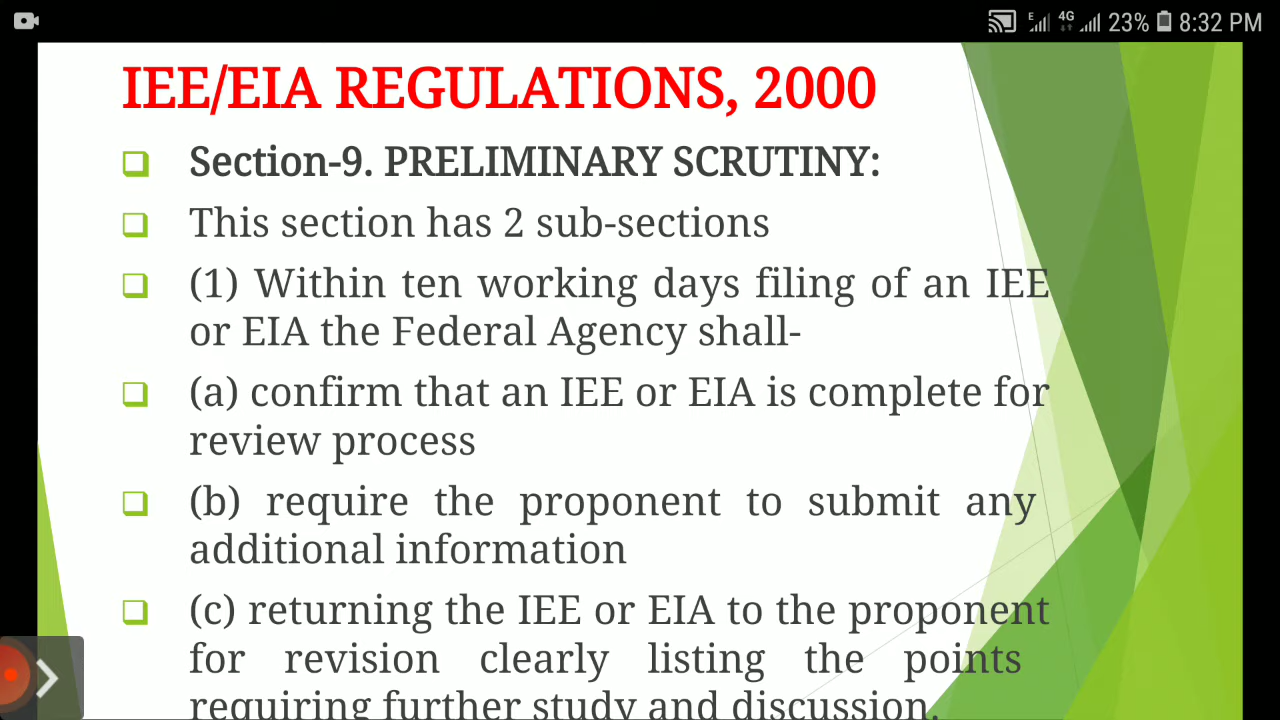 E 4G 23% 8:32 PM
IEE/EIA REGULATIONS, 2000
Section-9. PRELIMINARY SCRUTINY:
This section has 2 sub-sections
(1) Within ten working days filing of an IEE
or EIA the Federal Agency shall-
(a) confirm that an IEE or EIA is complete for
review process
(b) require the proponent to submit any
additional information
(c) returning the IEE or EIA to the proponent
for revision clearly listing the points
requiring further study and discussion.